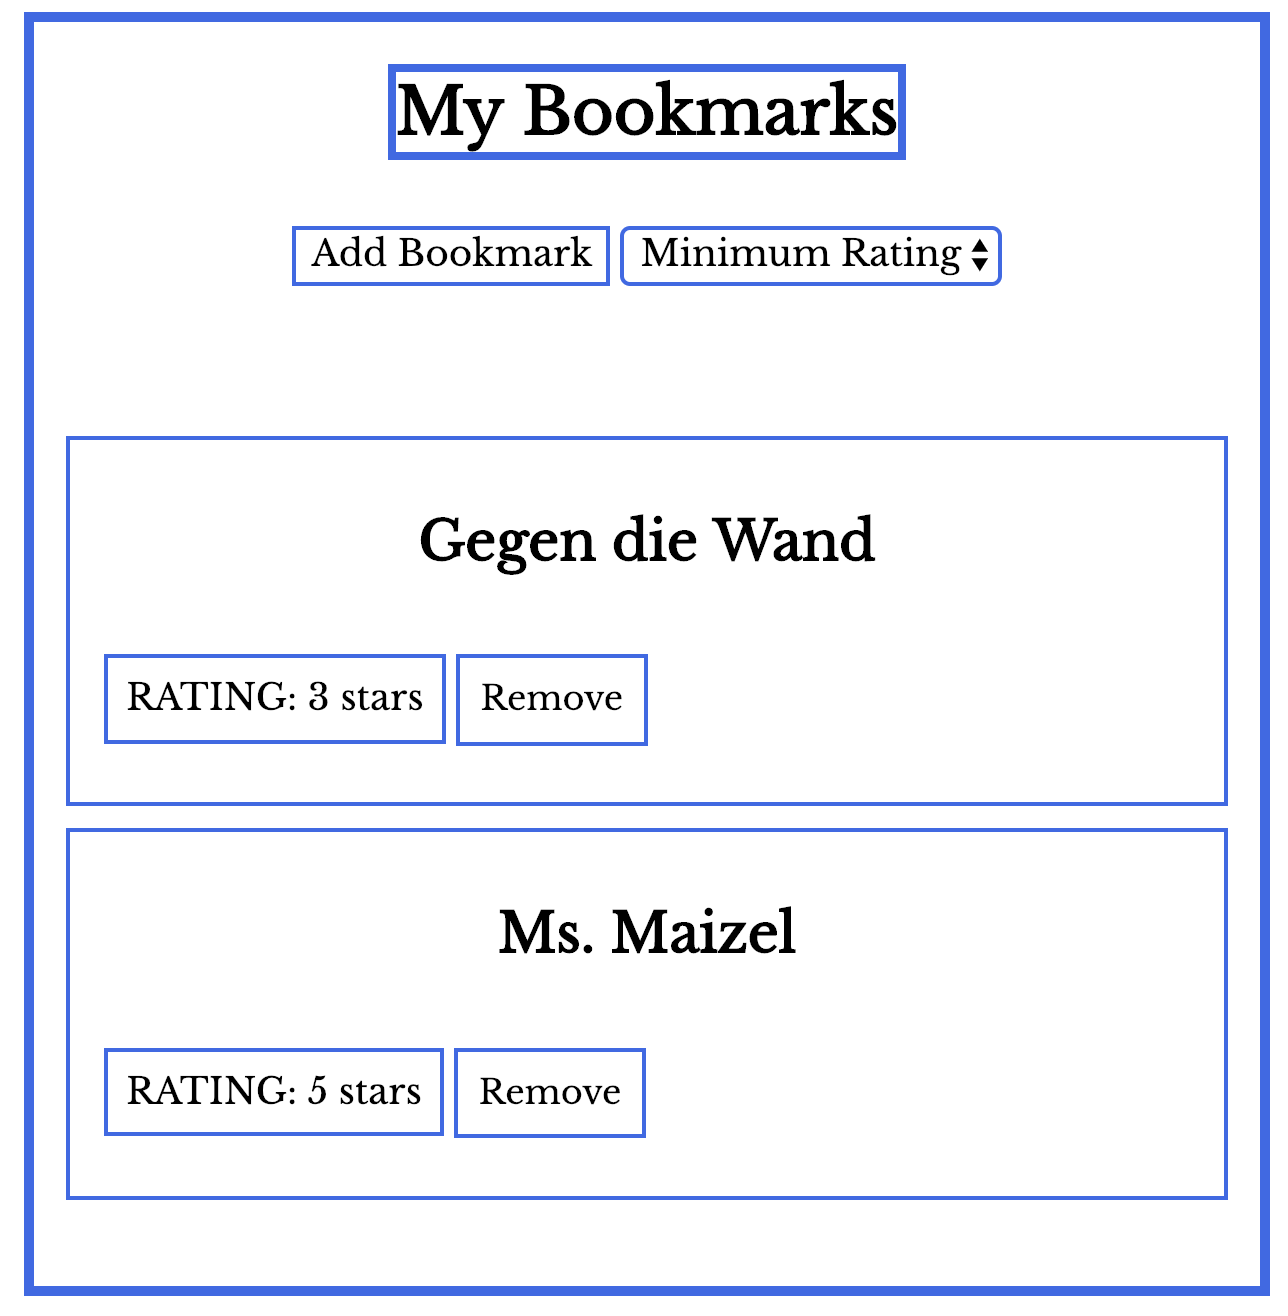 My Bookmarks
Add Bookmark Minimum Rating
Gegen die Wand
RATING: 3 stars Remove
Ms. Maizel
RATING: 5 stars Remove